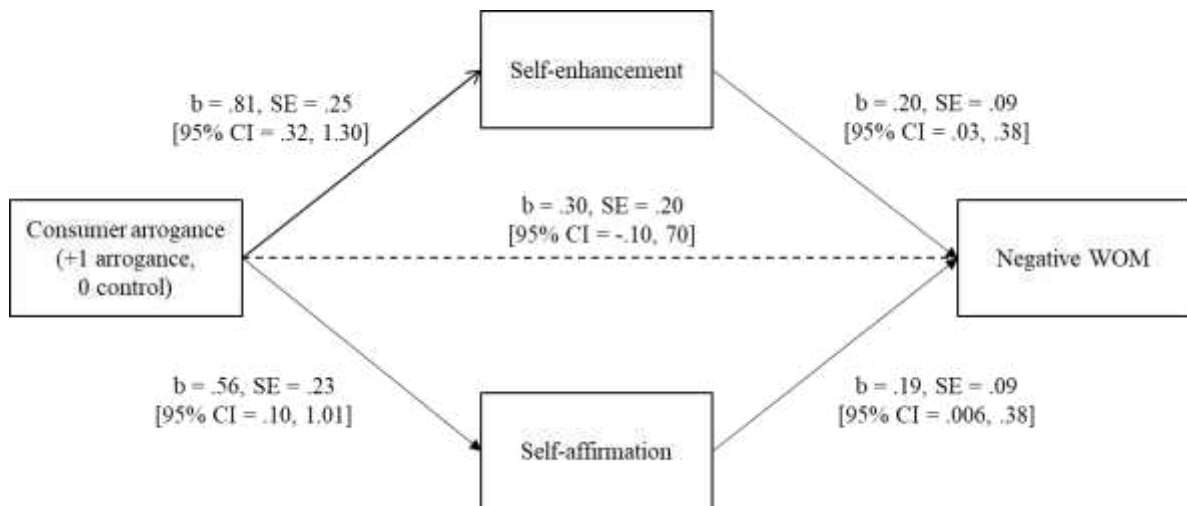 Self-enhancement
b = .81, SE = .25
[95% CI = .32, 1.30]
b = .20, SE = .09
[95% CI = .03, .38]
b = .30, SE = .20
[95% CI = -.10, 70]
Consumer arrogance
(+1 arrogance,
0 control)
Negative WOM
b = .56, SE = .23
[95% CI = .10, 1.01]
b = .19, SE = .09
[95% CI = .006, .38]
Self-affirmation